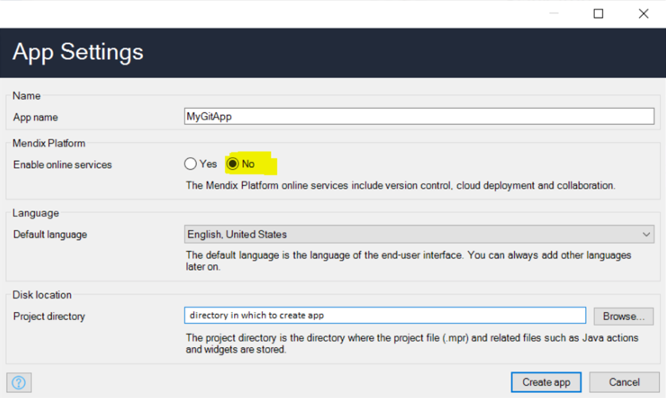 App Settings
Name
App name
MyGitApp
Mendix Platform
Enable online services
Yes
No
The Mendix Platform online services include version control, cloud deployment and collaboration.
Language
Default language
English, United States
The default language is the language of the end-user interface. You can always add other languages
later on.
Disk location
Project directory
directory in which to create app
Browse...
The project directory is the directory where the project file (.mpr) and related files such as Java actions
and widgets are stored.
?
Create app
Cancel